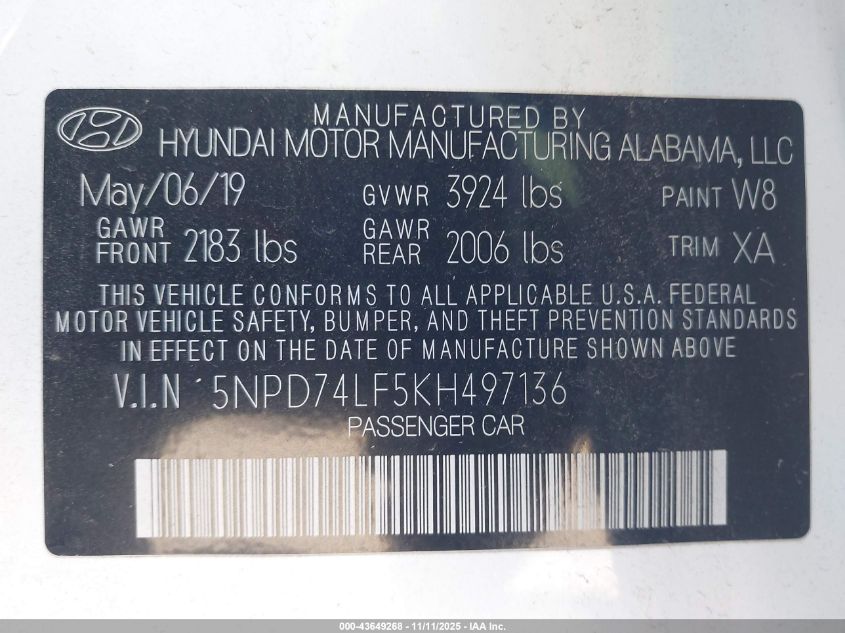 MANUFACTURED BY
HYUNDAI MOTOR MANUFACTURING ALABAMA, LLC
May/06/19 GVWR 3924 lbs PAINT W8
GAWR FRONT 2183 lbs GAWR REAR 2006 lbs TRIM XA
THIS VEHICLE CONFORMS TO ALL APPLICABLE U.S.A. FEDERAL
MOTOR VEHICLE SAFETY, BUMPER, AND THEFT PREVENTION STANDARDS
IN EFFECT ON THE DATE OF MANUFACTURE SHOWN ABOVE
V.I.N 5NPD74LF5KH497136
PASSENGER CAR
000-43649268 - 11/11/2025 - IAA Inc.